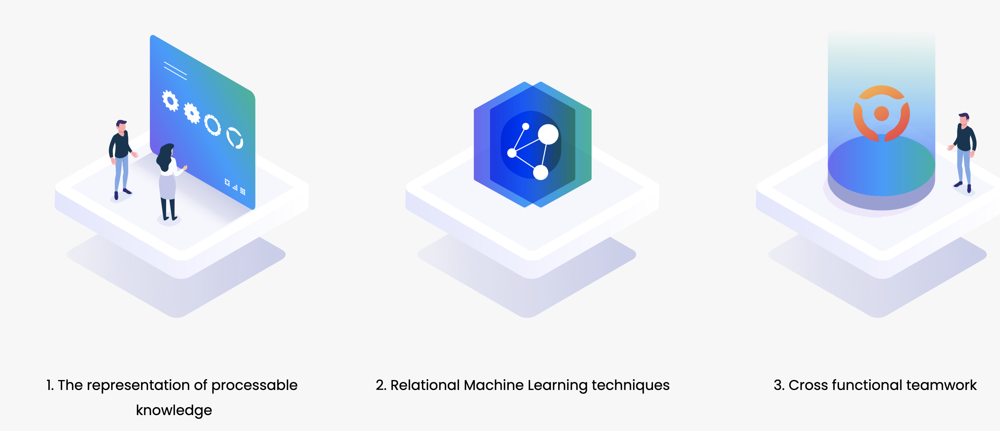 1. The representation of processable
knowledge
2. Relational Machine Learning techniques
3. Cross functional teamwork